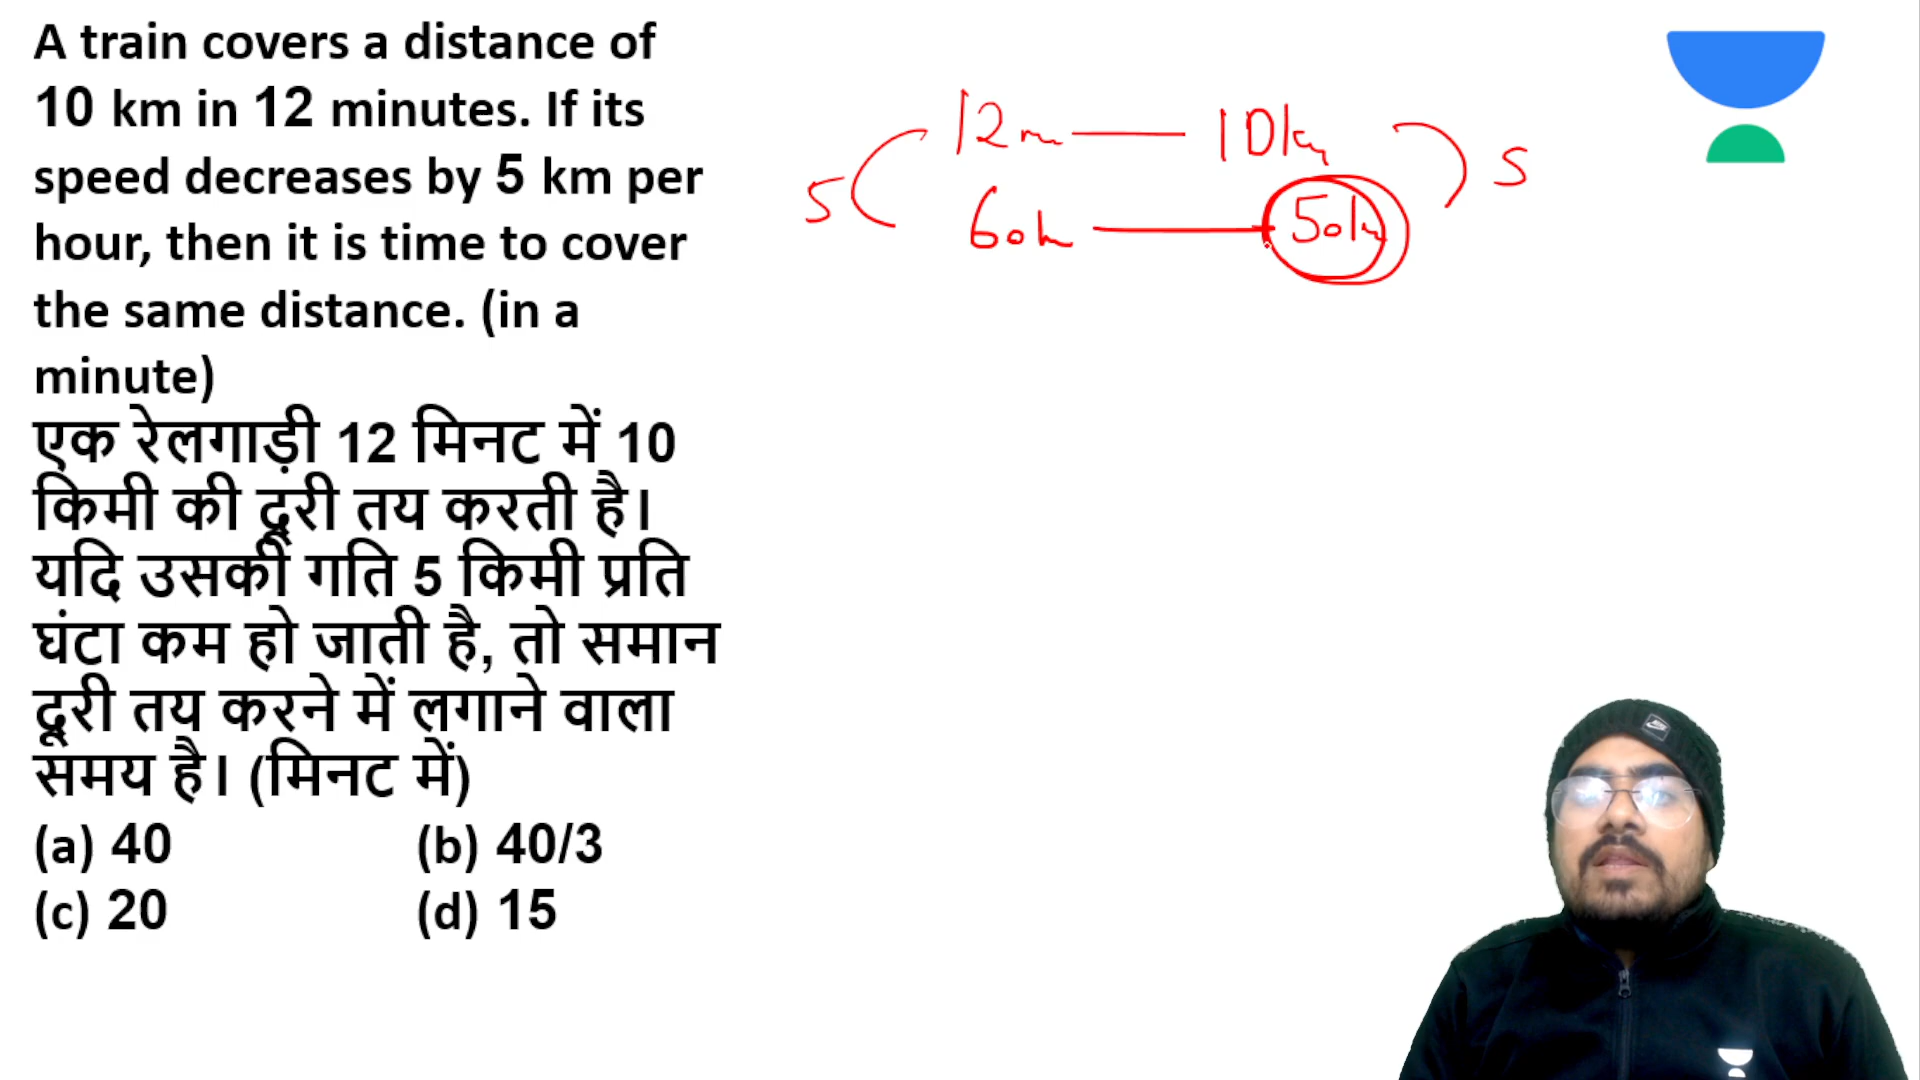 A train covers a distance of
10 km in 12 minutes. If its
speed decreases by 5 km per
hour, then it is time to cover
the same distance. (in a
minute)
एक रेलगाड़ी 12 मिनट में 10
किमी की दूरी तय करती है।
यदि उसकी गति 5 किमी प्रति
घंटा कम हो जाती है, तो समान
दूरी तय करने में लगाने वाला
समय है। (मिनट में)
(a) 40 (b) 40/3
(c) 20 (d) 15
12m 10km
5 5
60m 50km